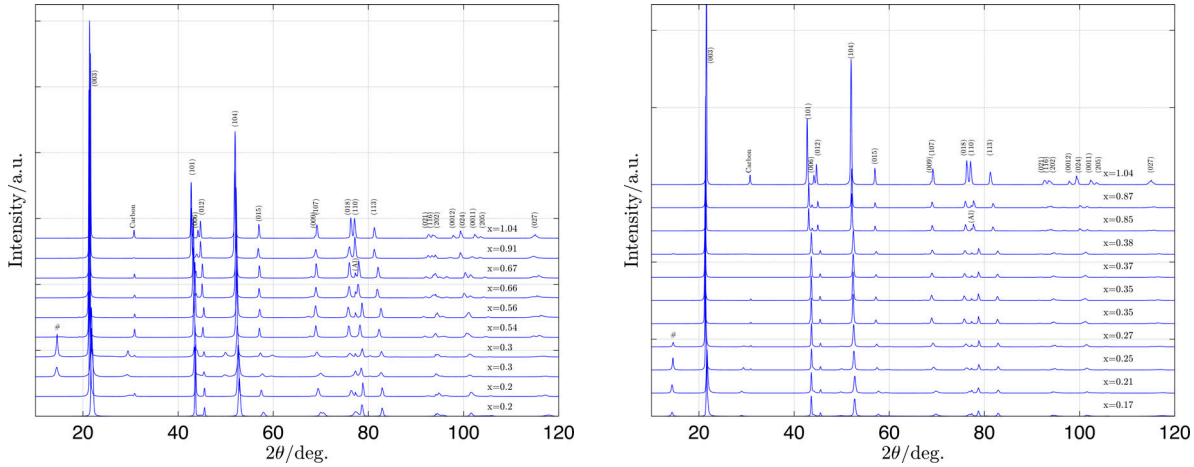 Intensity/a.u.
(003)
Carbon
(101)
(006)
(012)
(104)
(015)
(009)
(107)
(018)
(110)
(113)
(Al)
(021)
(116)
(202)
(0012)
(024)
(0011)
(205)
(027)
x=1.04
x=0.91
x=0.67
x=0.66
x=0.56
x=0.54
x=0.3
x=0.3
x=0.2
x=0.2
#
20 40 60 80 100 120
2θ/deg.
Intensity/a.u.
(003)
Carbon
(101)
(006)
(012)
(104)
(015)
(009)
(107)
(018)
(110)
(113)
(Al)
(021)
(116)
(202)
(0012)
(024)
(0011)
(205)
(027)
x=1.04
x=0.87
x=0.85
x=0.38
x=0.37
x=0.35
x=0.35
x=0.27
x=0.25
x=0.21
x=0.17
#
20 40 60 80 100 120
2θ/deg.